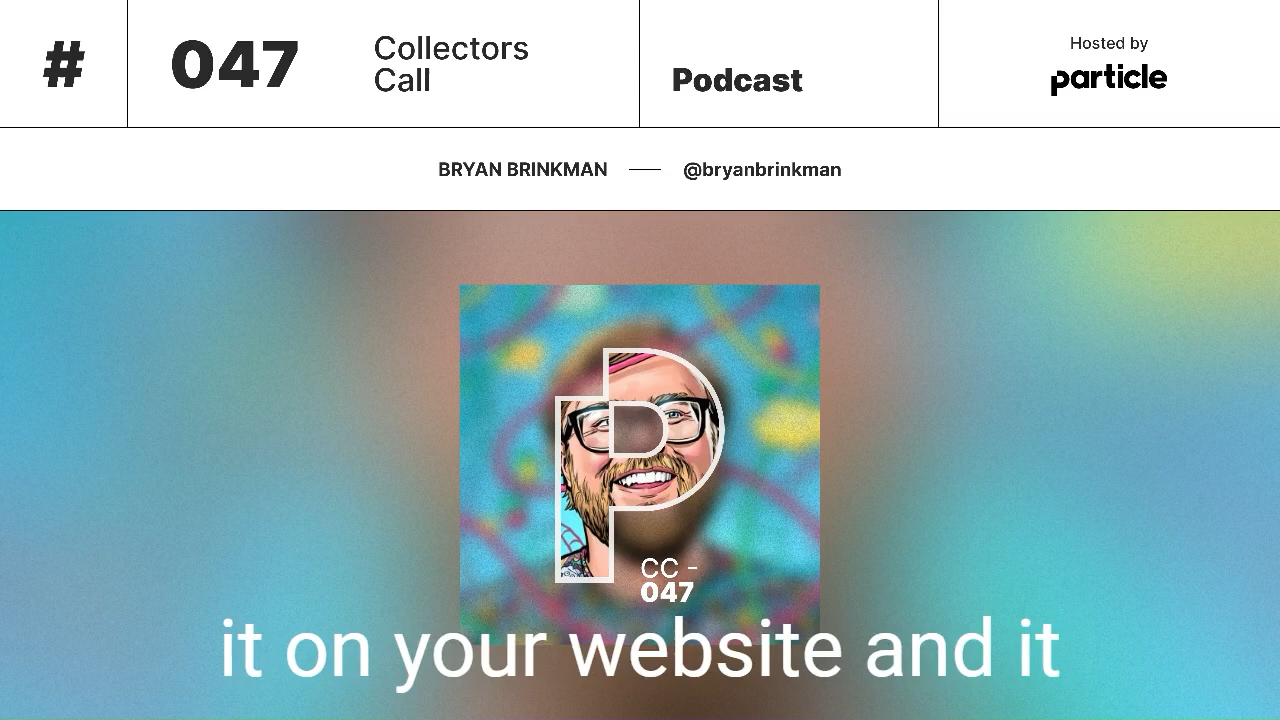 #
047
Collectors
Call
Podcast
Hosted by
particle
BRYAN BRINKMAN — @bryanbrinkman
CC -
047
it on your website and it